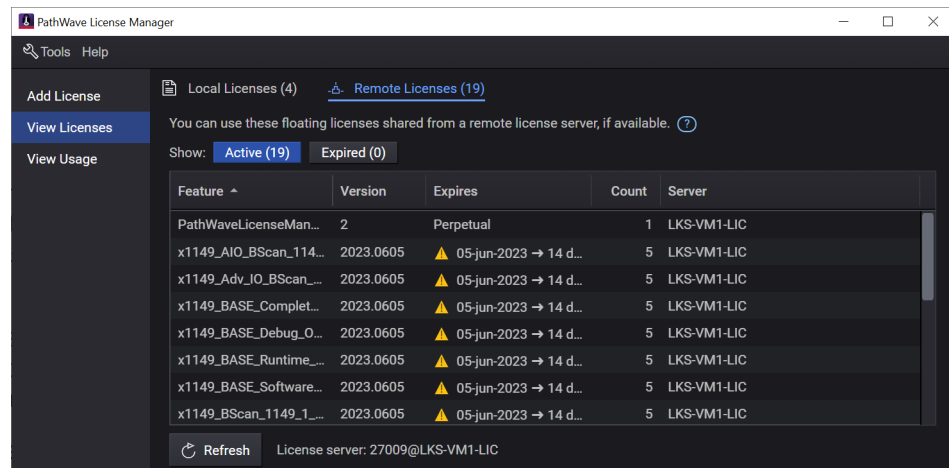 PathWave License Manager
Tools Help
Add License
View Licenses
View Usage
Local Licenses (4) Remote Licenses (19)
You can use these floating licenses shared from a remote license server, if available. ?
Show: Active (19) Expired (0)
Feature Version Expires Count Server
PathWaveLicenseMan... 2 Perpetual 1 LKS-VM1-LIC
x1149_AIO_BScan_114... 2023.0605 05-jun-2023 → 14 d... 5 LKS-VM1-LIC
x1149_Adv_IO_BScan_... 2023.0605 05-jun-2023 → 14 d... 5 LKS-VM1-LIC
x1149_BASE_Complet... 2023.0605 05-jun-2023 → 14 d... 5 LKS-VM1-LIC
x1149_BASE_Debug_O... 2023.0605 05-jun-2023 → 14 d... 5 LKS-VM1-LIC
x1149_BASE_Runtime_... 2023.0605 05-jun-2023 → 14 d... 5 LKS-VM1-LIC
x1149_BASE_Software... 2023.0605 05-jun-2023 → 14 d... 5 LKS-VM1-LIC
x1149_BScan_1149_1_... 2023.0605 05-jun-2023 → 14 d... 5 LKS-VM1-LIC
Refresh License server: 27009@LKS-VM1-LIC